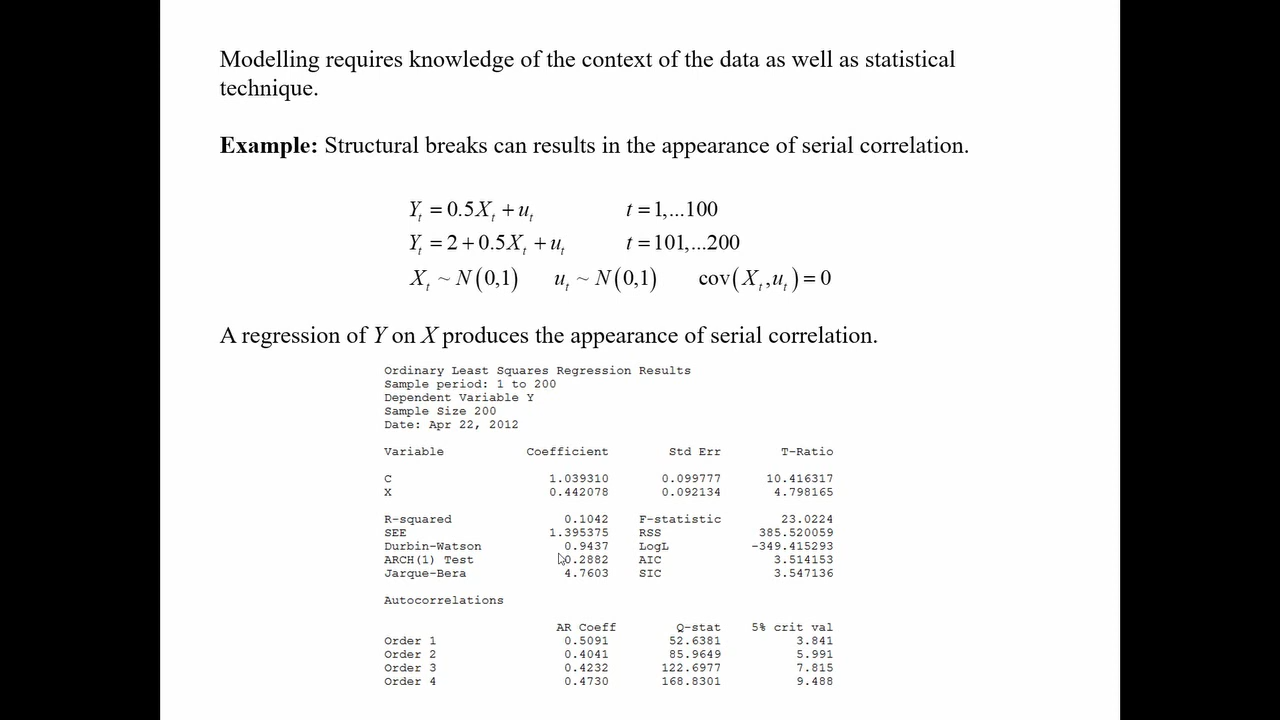 Modelling requires knowledge of the context of the data as well as statistical
technique.
Example: Structural breaks can results in the appearance of serial correlation.
Yₜ = 0.5Xₜ + uₜ t = 1,...100
Yₜ = 2 + 0.5Xₜ + uₜ t = 101,...200
Xₜ ~ N(0,1) uₜ ~ N(0,1) cov(Xₜ,uₜ) = 0
A regression of Y on X produces the appearance of serial correlation.
Ordinary Least Squares Regression Results
Sample period: 1 to 200
Dependent Variable Y
Sample Size 200
Date: Apr 22, 2012
Variable Coefficient Std Err T-Ratio
C 1.039310 0.099777 10.416317
X 0.442078 0.092134 4.798165
R-squared 0.1042 F-statistic 23.0224
SEE 1.395375 RSS 385.520059
Durbin-Watson 0.9437 LogL -349.415293
ARCH(1) Test 0.2882 AIC 3.514153
Jarque-Bera 4.7603 SIC 3.547136
Autocorrelations
AR Coeff Q-stat 5% crit val
Order 1 0.5091 52.6381 3.841
Order 2 0.4041 85.9649 5.991
Order 3 0.4232 122.6977 7.815
Order 4 0.4730 168.8301 9.488